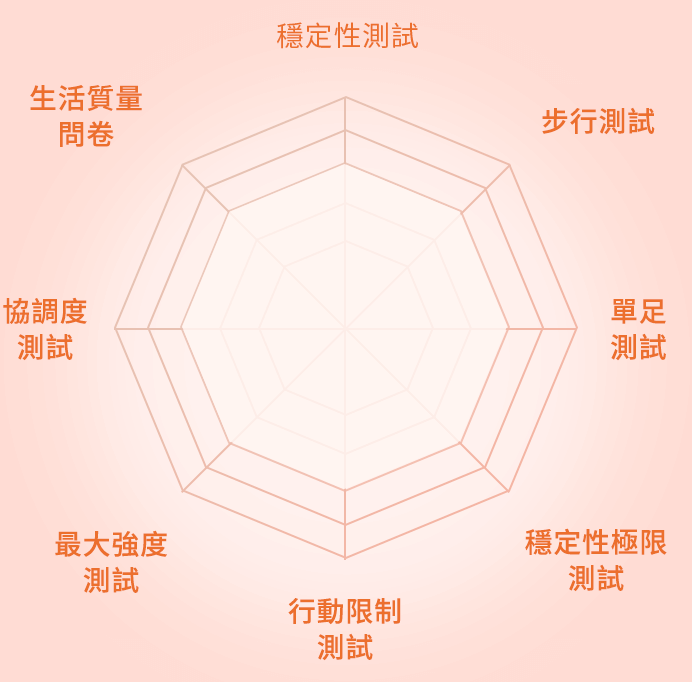 穩定性測試
步行測試
單足
測試
穩定性極限
測試
行動限制
測試
最大強度
測試
協調度
測試
生活質量
問卷